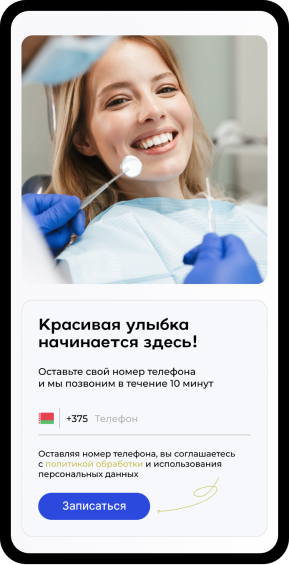 Красивая улыбка
начинается здесь!
Оставьте свой номер телефона
и мы позвоним в течение 10 минут
+375 Телефон
Оставляя номер телефона, вы соглашаетесь
с политикой обработки и использования
персональных данных
Записаться